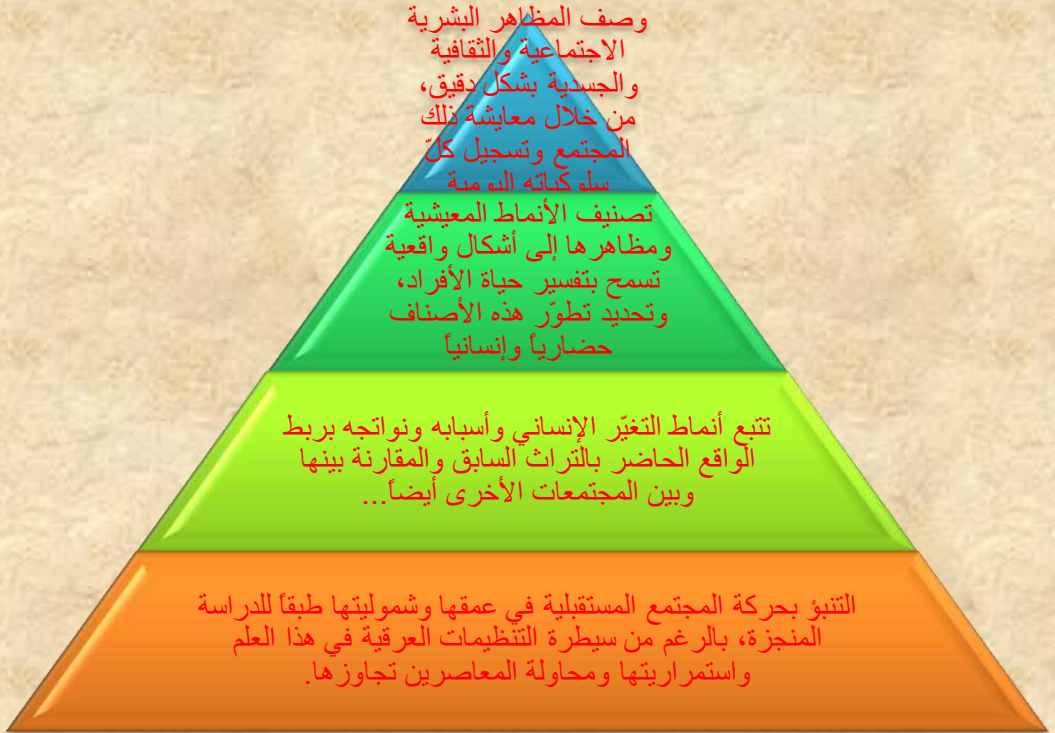 وصف المظاهر البشرية
الاجتماعية والثقافية
والجسدية بشكل دقيق،
من خلال معايشة ذلك
المجتمع وتسجيل كلّ
سلوكياته اليومية
تصنيف الأنماط المعيشية
ومظاهرها إلى أشكال واقعية
تسمح بتفسير حياة الأفراد،
وتحديد تطوّر هذه الأصناف
حضارياً وإنسانياً
تتبع أنماط التغيّر الإنساني وأسبابه ونواتجه بربط
الواقع الحاضر بالتراث السابق والمقارنة بينها
وبين المجتمعات الأخرى أيضاً...
التنبؤ بحركة المجتمع المستقبلية في عمقها وشموليتها طبقاً للدراسة
المنجزة، بالرغم من سيطرة التنظيمات العرقية في هذا العلم
واستمراريتها ومحاولة المعاصرين تجاوزها.